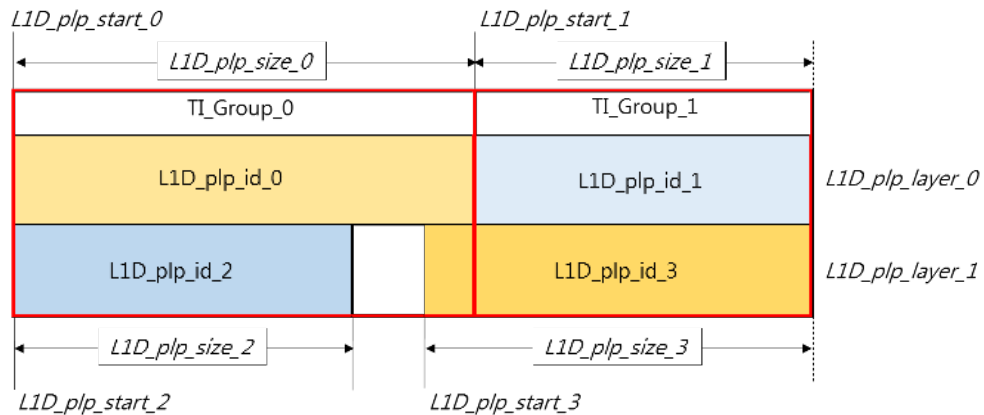 L1D_plp_start_0
L1D_plp_start_1
L1D_plp_size_0
L1D_plp_size_1
TI_Group_0
TI_Group_1
L1D_plp_id_0
L1D_plp_id_1
L1D_plp_layer_0
L1D_plp_id_2
L1D_plp_id_3
L1D_plp_layer_1
L1D_plp_size_2
L1D_plp_size_3
L1D_plp_start_2
L1D_plp_start_3